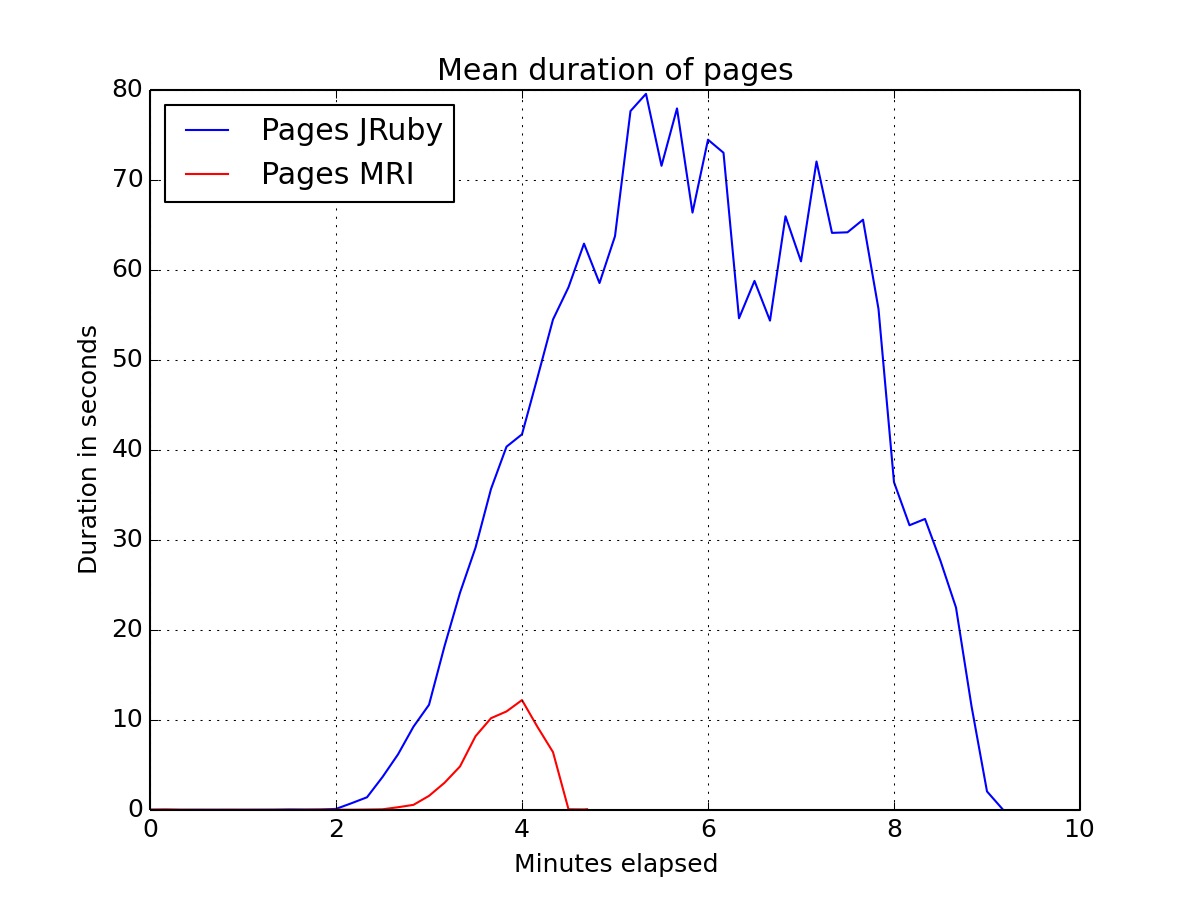 Mean duration of pages
Pages JRuby
Pages MRI
80
70
60
50
40
30
20
10
0
Duration in seconds
0 2 4 6 8 10
Minutes elapsed